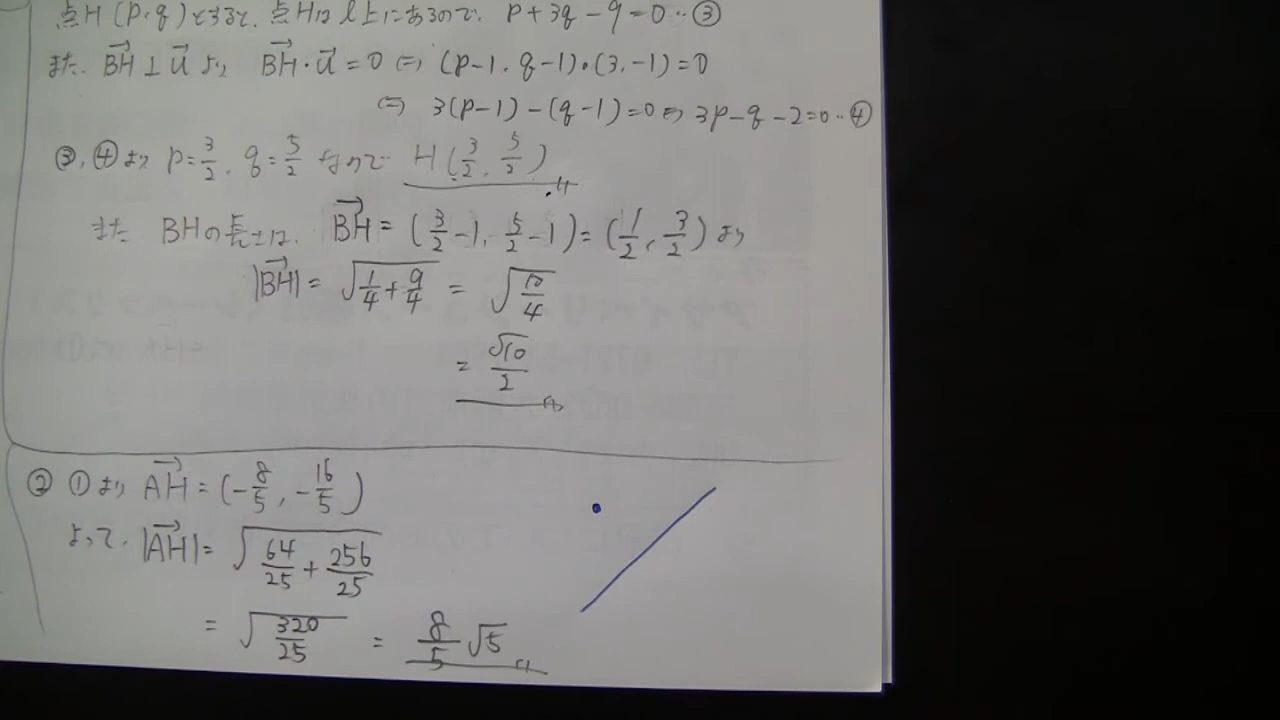 点H(p, q)とすると、点Hはl上にあるので、 p+3q-9=0 ‥③
また、BH⊥u より BH・u=0 ⇔ (p-1, q-1)・(3, -1)=0
⇔ 3(p-1)-(q-1)=0 ⇔ 3p-q-2=0 ‥④
③, ④より p=3/2, q=5/2 なので H(3/2, 5/2)
また BHの長さは、 BH=(3/2-1, 5/2-1)=(1/2, 3/2) より
|BH|=√(1/4+9/4)=√(10/4)
=√10/2
② ①より AH=(-8/5, -16/5)
よって、|AH|=√(64/25+256/25)
=√(320/25)=8/5√5